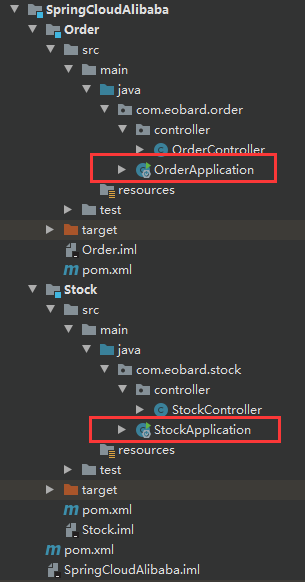 SpringCloudAlibaba
Order
src
main
java
com.eobard.order
controller
OrderController
OrderApplication
resources
test
target
Order.iml
pom.xml
Stock
src
main
java
com.eobard.stock
controller
StockController
StockApplication
resources
test
target
pom.xml
Stock.iml
pom.xml
SpringCloudAlibaba.iml